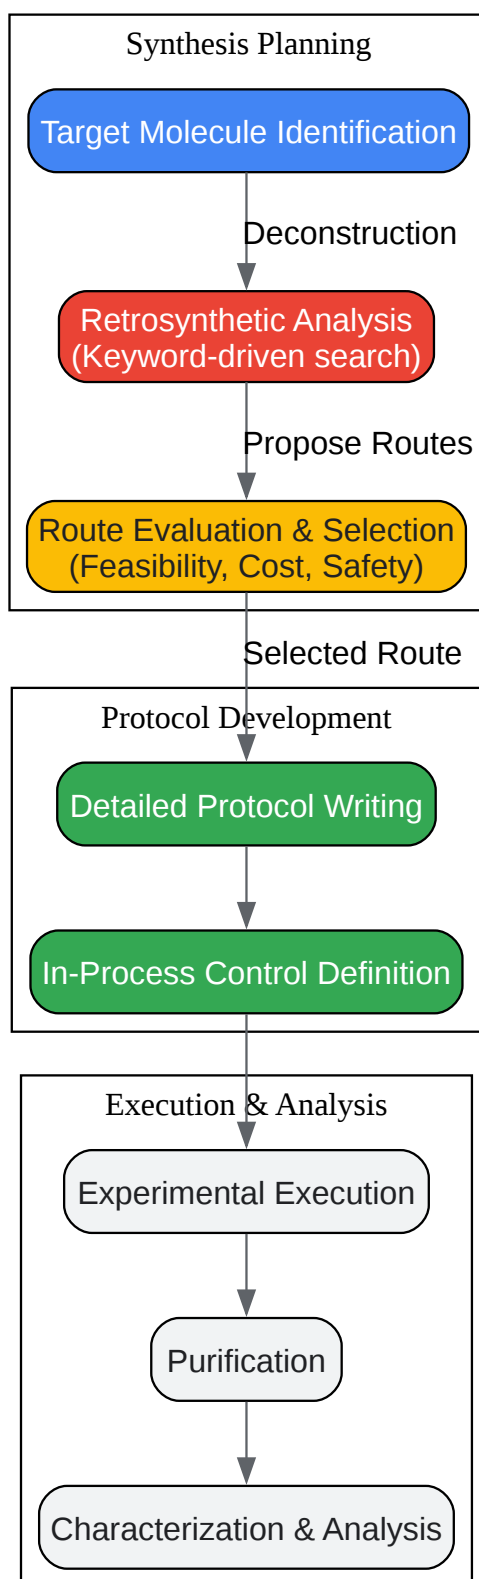 Synthesis Planning
Target Molecule Identification
Deconstruction
Retrosynthetic Analysis
(Keyword-driven search)
Propose Routes
Route Evaluation & Selection
(Feasibility, Cost, Safety)
Selected Route
Protocol Development
Detailed Protocol Writing
In-Process Control Definition
Execution & Analysis
Experimental Execution
Purification
Characterization & Analysis